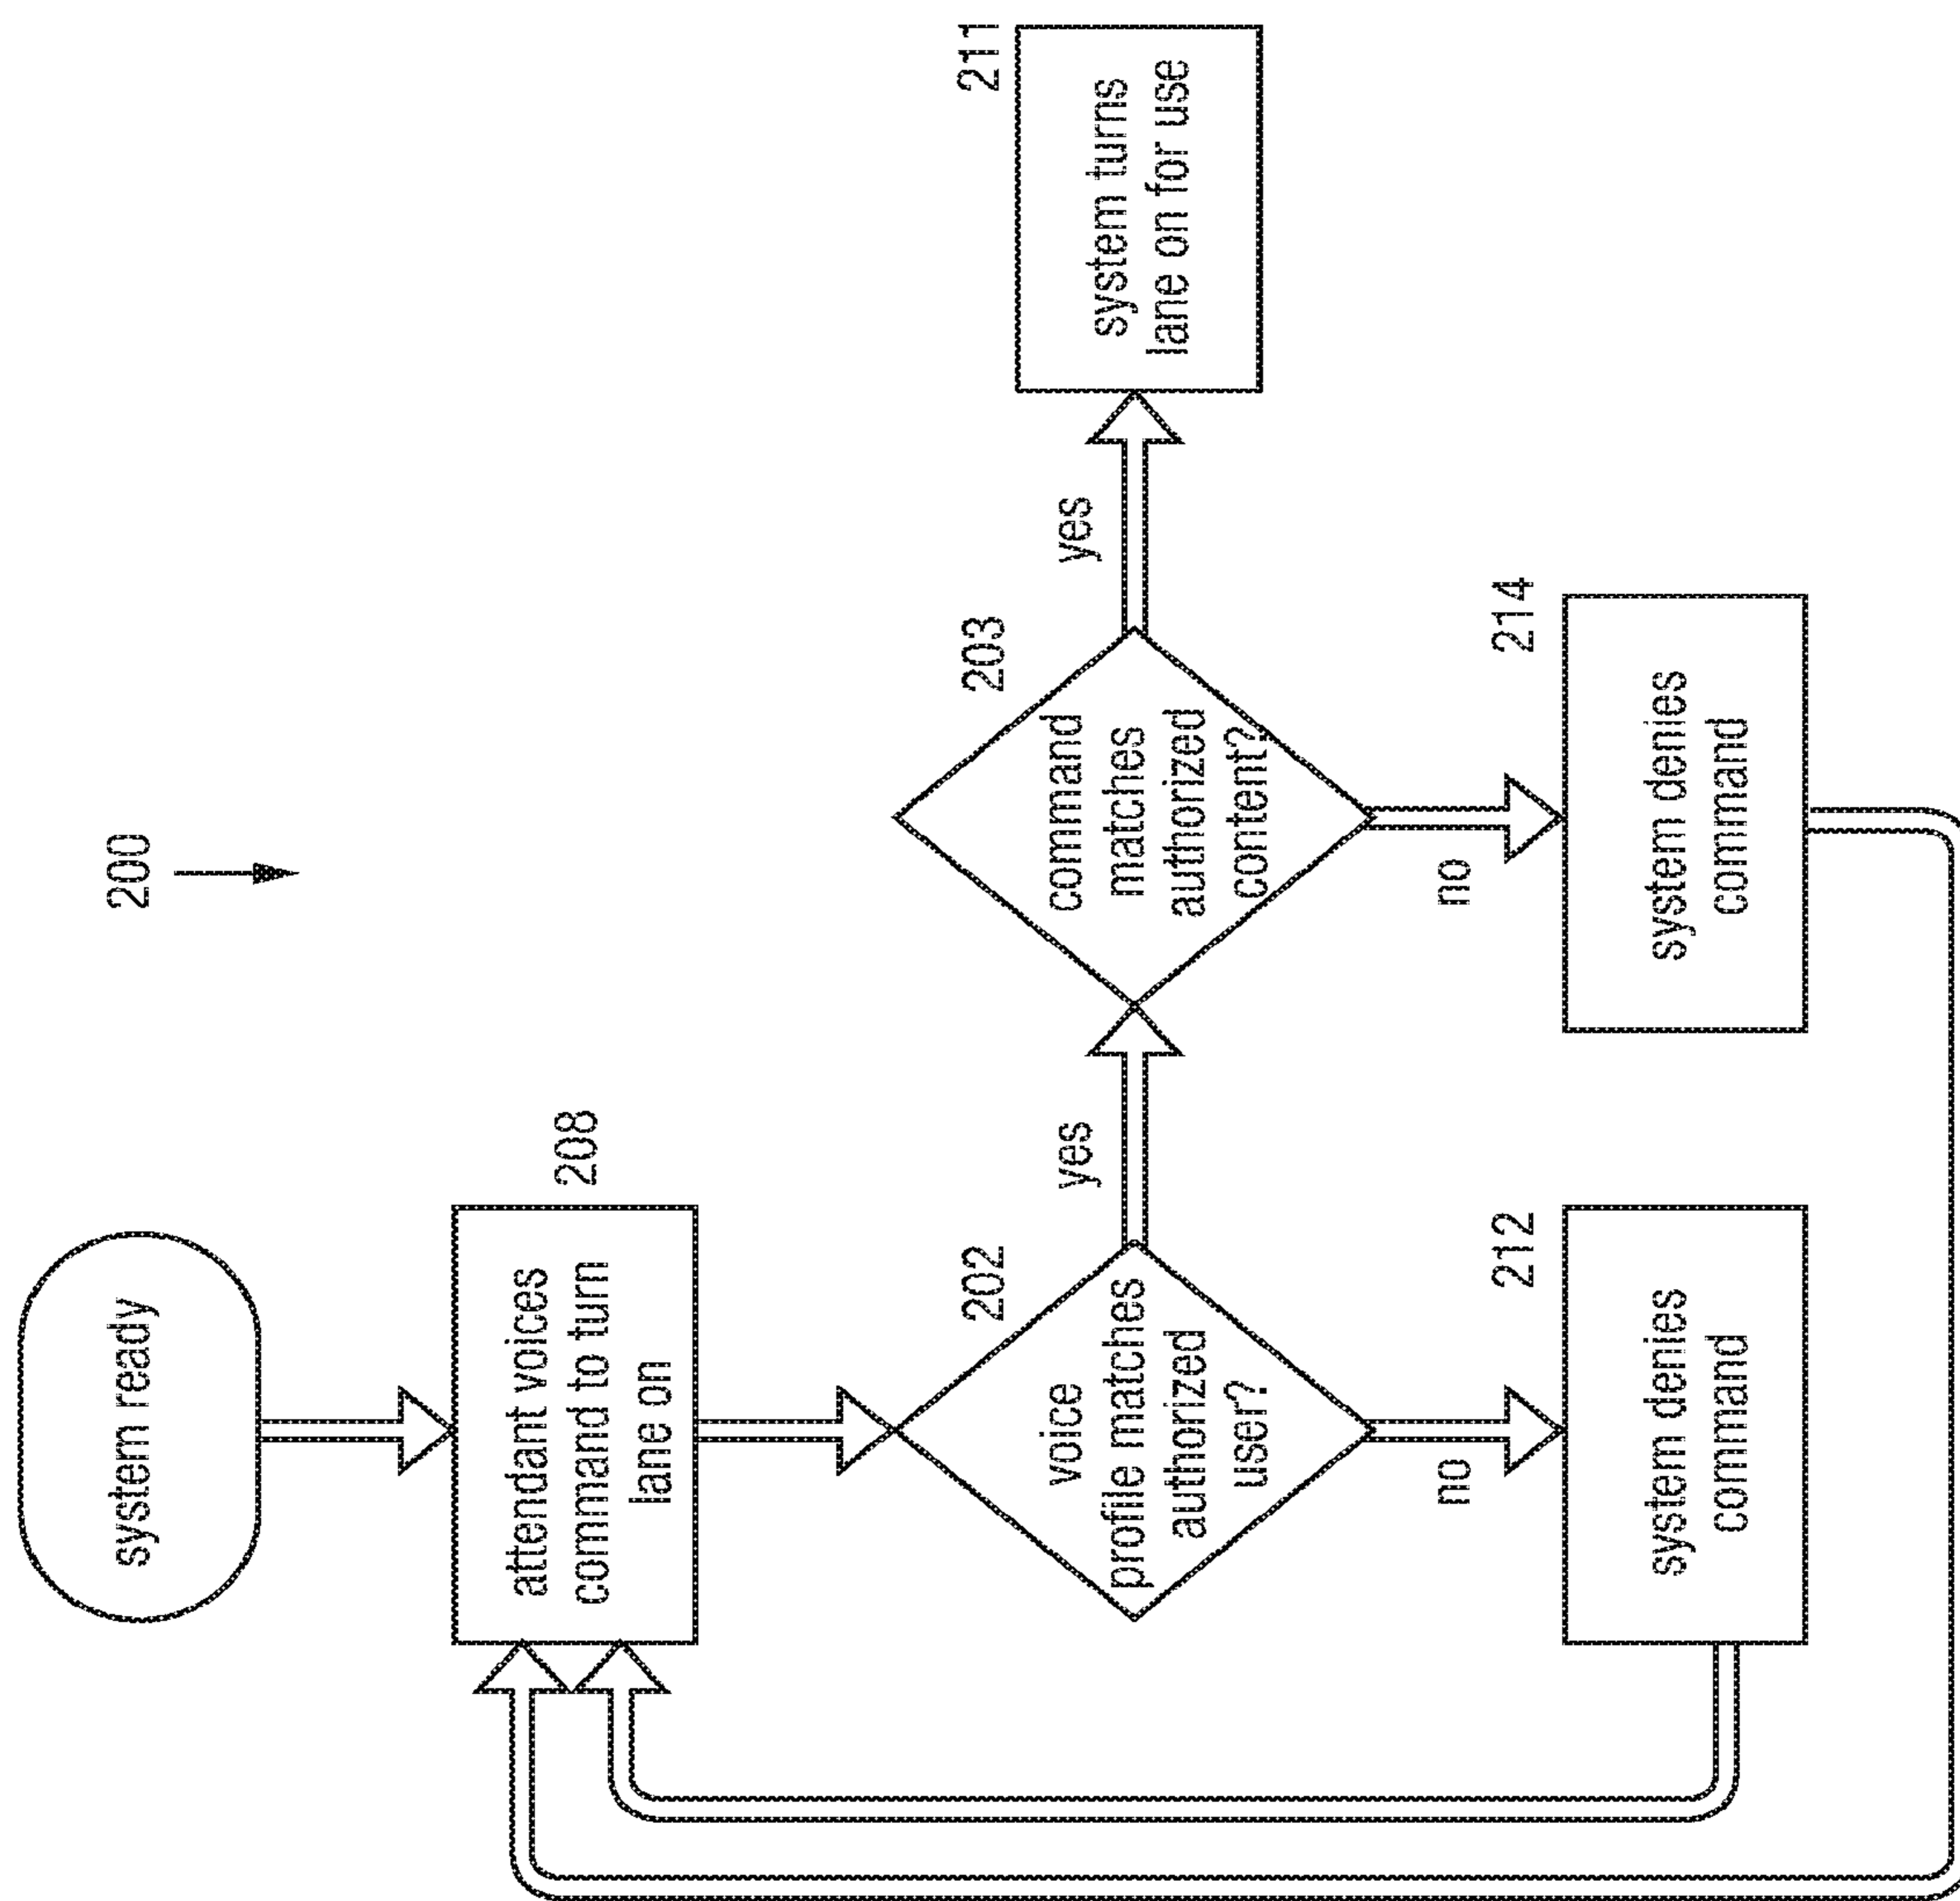 200
system ready
208
attendant voices
command to turn
lane on
202
voice
profile matches
authorized
user?
yes
no
212
system denies
command
203
command
matches
authorized
content?
yes
no
214
system denies
command
211
system turns
lane on for use